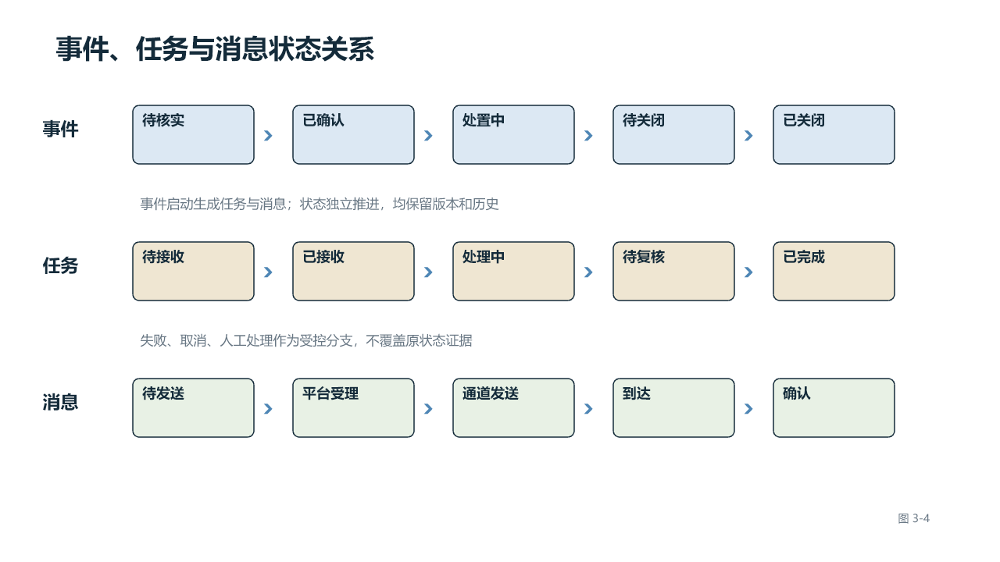 事件、任务与消息状态关系
事件
待核实
已确认
处置中
待关闭
已关闭
事件启动生成任务与消息；状态独立推进，均保留版本和历史
任务
待接收
已接收
处理中
待复核
已完成
失败、取消、人工处理作为受控分支，不覆盖原状态证据
消息
待发送
平台受理
通道发送
到达
确认
图 3-4